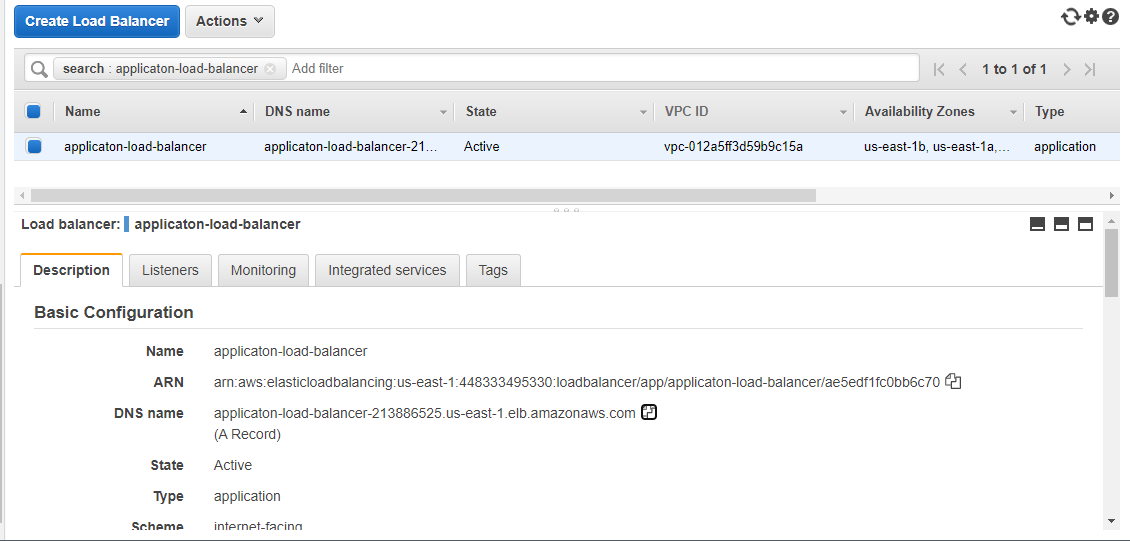 Create Load Balancer Actions
search : applicaton-load-balancer Add filter 1 to 1 of 1
Name DNS name State VPC ID Availability Zones Type
applicaton-load-balancer applicaton-load-balancer-21... Active vpc-012a5ff3d59b9c15a us-east-1b, us-east-1a,... application
Load balancer: applicaton-load-balancer
Description Listeners Monitoring Integrated services Tags
Basic Configuration
Name applicaton-load-balancer
ARN arn:aws:elasticloadbalancing:us-east-1:448333495330:loadbalancer/app/applicaton-load-balancer/ae5edf1fc0bb6c70
DNS name applicaton-load-balancer-213886525.us-east-1.elb.amazonaws.com
(A Record)
State Active
Type application
Scheme internet-facing